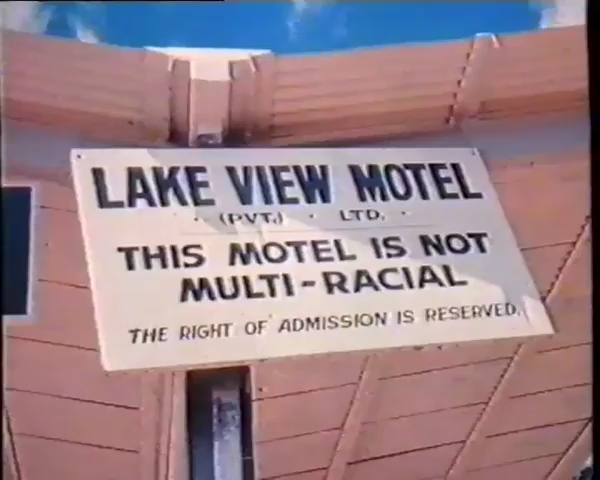 LAKE VIEW MOTEL
(PVT.) LTD.
THIS MOTEL IS NOT
MULTI-RACIAL
THE RIGHT OF ADMISSION IS RESERVED.